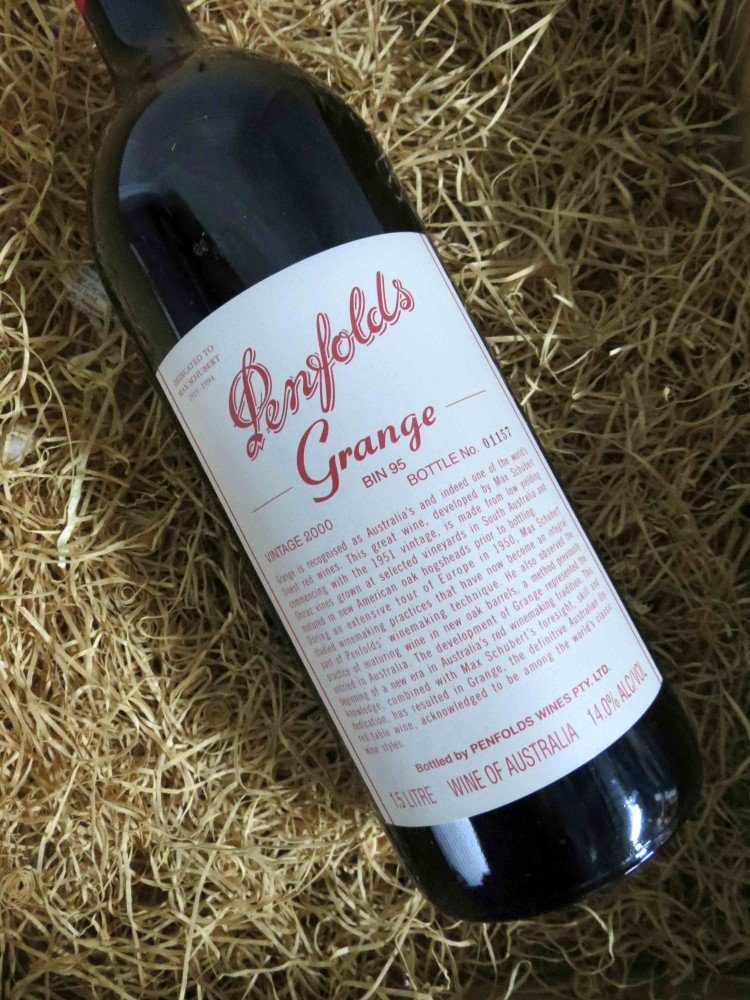 DEDICATED TO
MAX SCHUBERT
1915-1994
Penfolds
Grange
BIN 95
VINTAGE 2000 BOTTLE No. 01157
Grange is recognised as Australia's and indeed one of the world's
finest red wines. This great wine, developed by Max Schubert
commencing with the 1951 vintage, is made from low yielding
Shiraz vines grown at selected vineyards in South Australia and
matured in new American oak hogsheads prior to bottling.
During an extensive tour of Europe in 1950, Max Schubert
studied winemaking practices that have now become an integral
part of Penfolds' winemaking technique. He also observed the
practice of maturing wine in new oak barrels, a method previously
untried in Australia. The development of Grange represented the
beginning of a new era in Australia's red winemaking tradition. This
knowledge, combined with Max Schubert's foresight, skill and
dedication, has resulted in Grange, the definitive Australian dry
red table wine, acknowledged to be among the world's classic
wine styles.
Bottled by PENFOLDS WINES PTY. LTD.
1.5 LITRE WINE OF AUSTRALIA 14.0% ALC/VOL